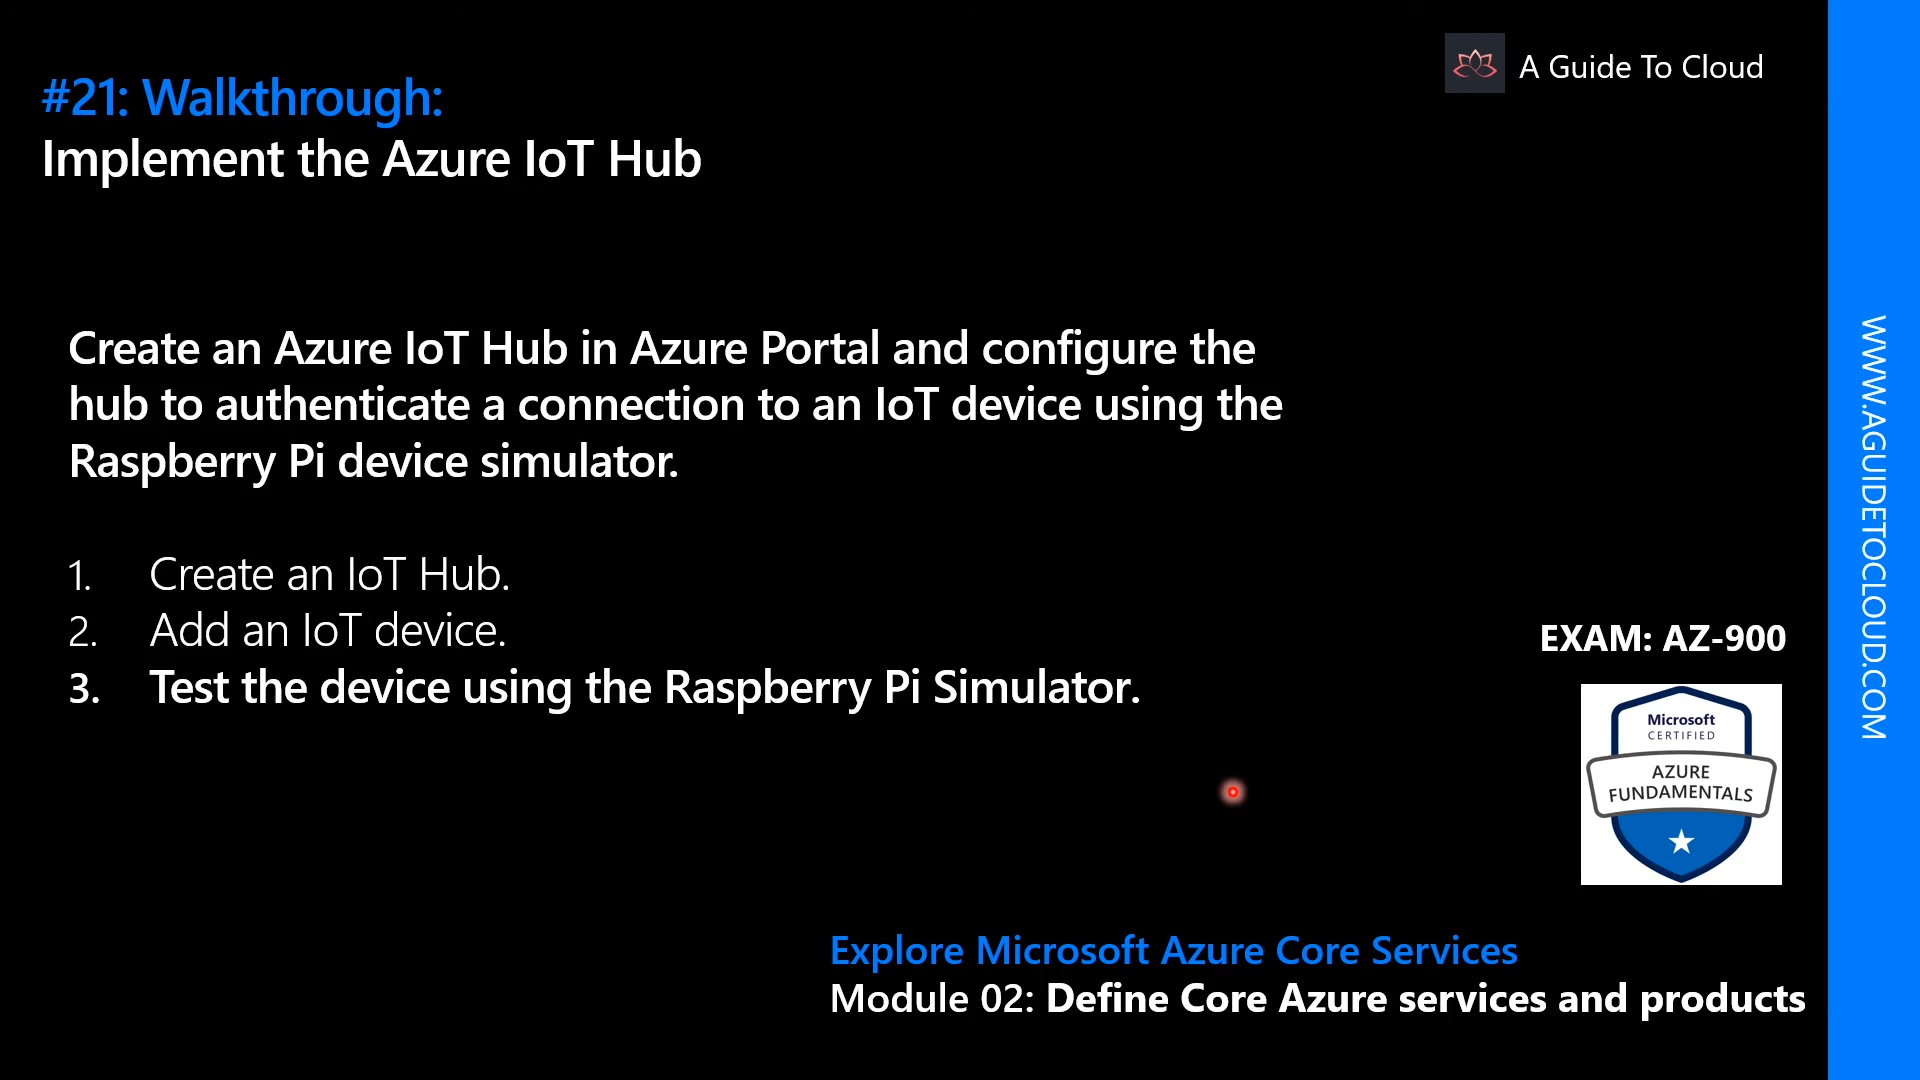 #21: Walkthrough:
Implement the Azure IoT Hub
A Guide To Cloud
Create an Azure IoT Hub in Azure Portal and configure the
hub to authenticate a connection to an IoT device using the
Raspberry Pi device simulator.
1. Create an IoT Hub.
2. Add an IoT device.
3. Test the device using the Raspberry Pi Simulator.
EXAM: AZ-900
Microsoft
CERTIFIED
AZURE
FUNDAMENTALS
Explore Microsoft Azure Core Services
Module 02: Define Core Azure services and products
WWW.AGUIDETOCLOUD.COM